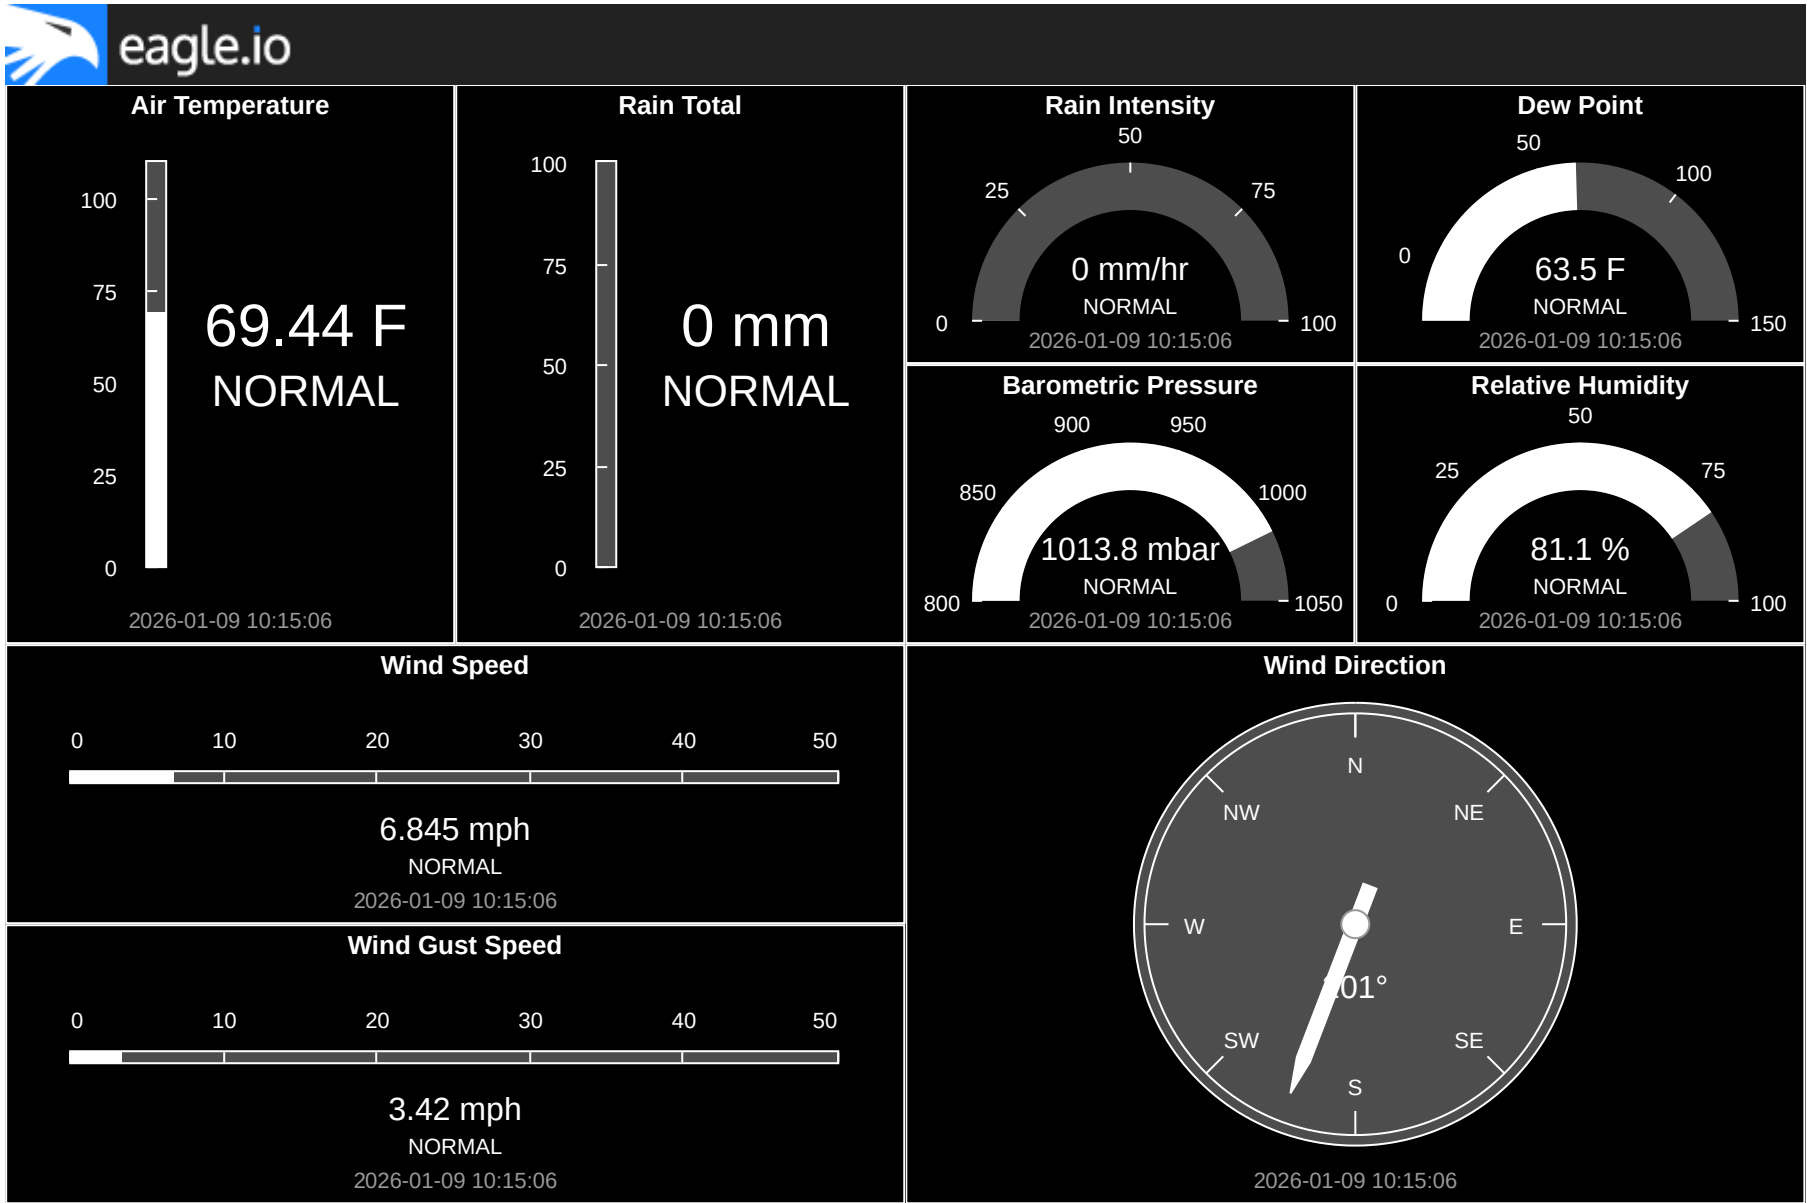 eagle.io
Air Temperature
100
75
50
25
0
69.44 F
NORMAL
2026-01-09 10:15:06
Rain Total
100
75
50
25
0
0 mm
NORMAL
2026-01-09 10:15:06
Rain Intensity
0
25
50
75
100
0 mm/hr
NORMAL
2026-01-09 10:15:06
Dew Point
0
50
100
150
63.5 F
NORMAL
2026-01-09 10:15:06
Barometric Pressure
800
850
900
950
1000
1050
1013.8 mbar
NORMAL
2026-01-09 10:15:06
Relative Humidity
0
25
50
75
100
81.1 %
NORMAL
2026-01-09 10:15:06
Wind Speed
0 10 20 30 40 50
6.845 mph
NORMAL
2026-01-09 10:15:06
Wind Gust Speed
0 10 20 30 40 50
3.42 mph
NORMAL
2026-01-09 10:15:06
Wind Direction
N
NW NE
W E
SW SE
S
2026-01-09 10:15:06